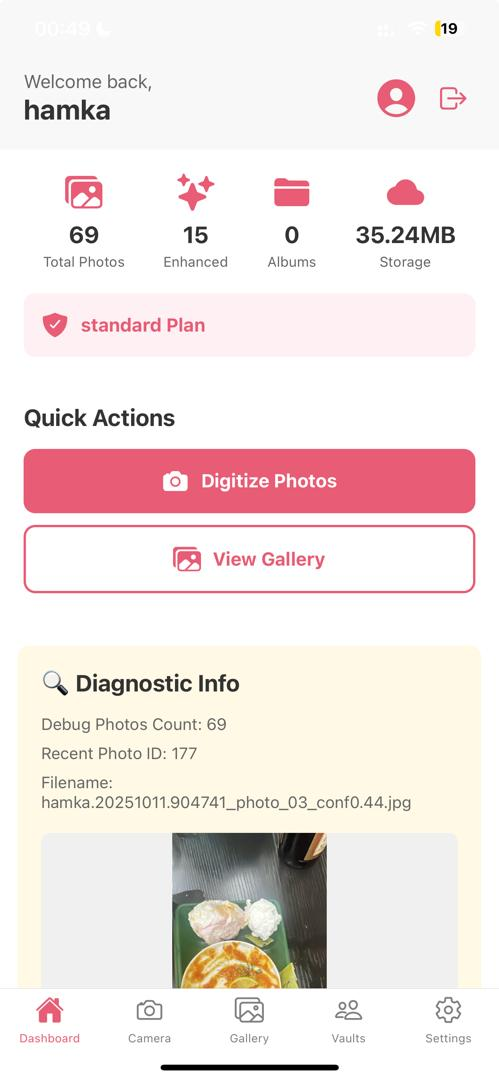 00:49
19
Welcome back,
hamka
69
15
0
35.24MB
Total Photos
Enhanced
Albums
Storage
standard Plan
Quick Actions
Digitize Photos
View Gallery
🔍 Diagnostic Info
Debug Photos Count: 69
Recent Photo ID: 177
Filename:
hamka.20251011.904741_photo_03_conf0.44.jpg
Dashboard
Camera
Gallery
Vaults
Settings